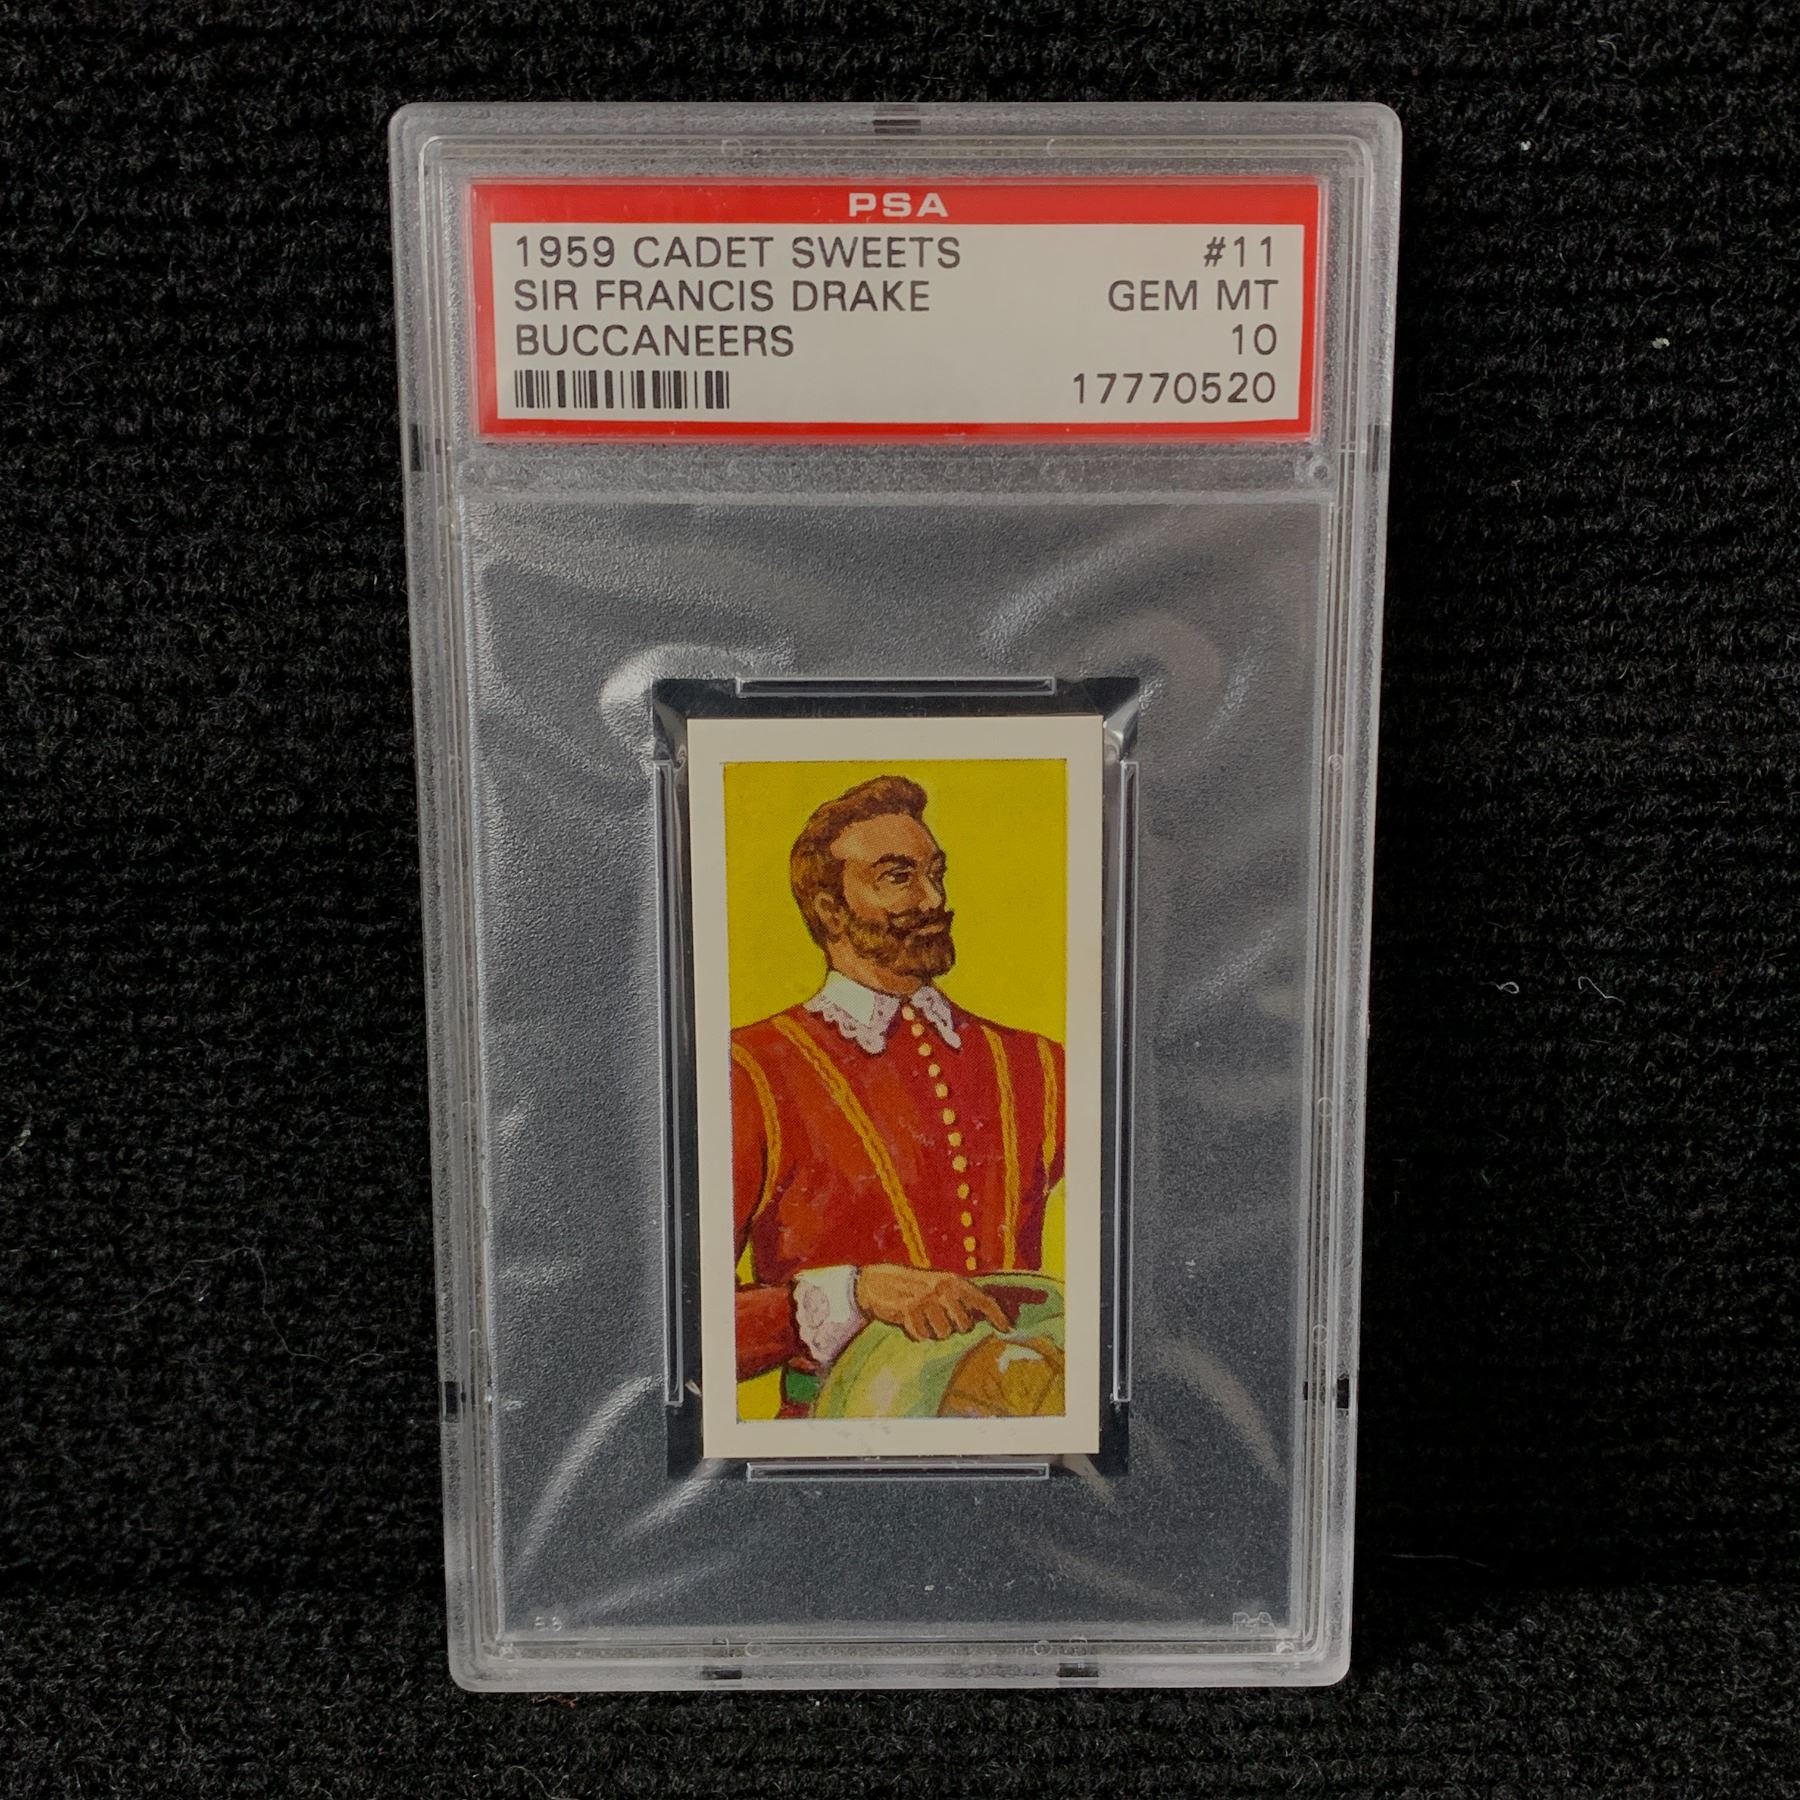 PSA
1959 CADET SWEETS #11
SIR FRANCIS DRAKE GEM MT
BUCCANEERS 10
17770520